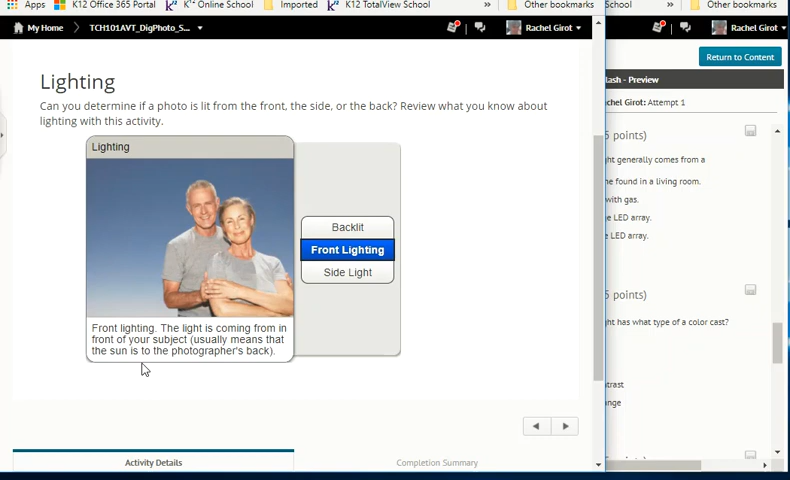 Apps K12 Office 365 Portal K¹² Online School Imported K12 TotalView School » Other bookmarks
School » Other bookmarks
My Home TCH101AVT_DigPhoto_S... Rachel Girot
Rachel Girot
Return to Content
Lighting
Can you determine if a photo is lit from the front, the side, or the back? Review what you know about
lighting with this activity.
Lighting
Backlit
Front Lighting
Side Light
Front lighting. The light is coming from in
front of your subject (usually means that
the sun is to the photographer's back).
Activity Details
Completion Summary
lash - Preview
chel Girot: Attempt 1
5 points)
ght generally comes from a
ne found in a living room.
with gas.
e LED array.
e LED array.
5 points)
ght has what type of a color cast?
trast
nge